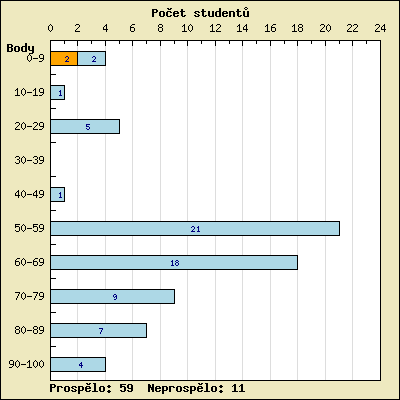 Počet studentů
0 2 4 6 8 10 12 14 16 18 20 22 24
Body
0-9 2 2
10-19 1
20-29 5
30-39
40-49 1
50-59 21
60-69 18
70-79 9
80-89 7
90-100 4
Prospělo: 59 Neprospělo: 11